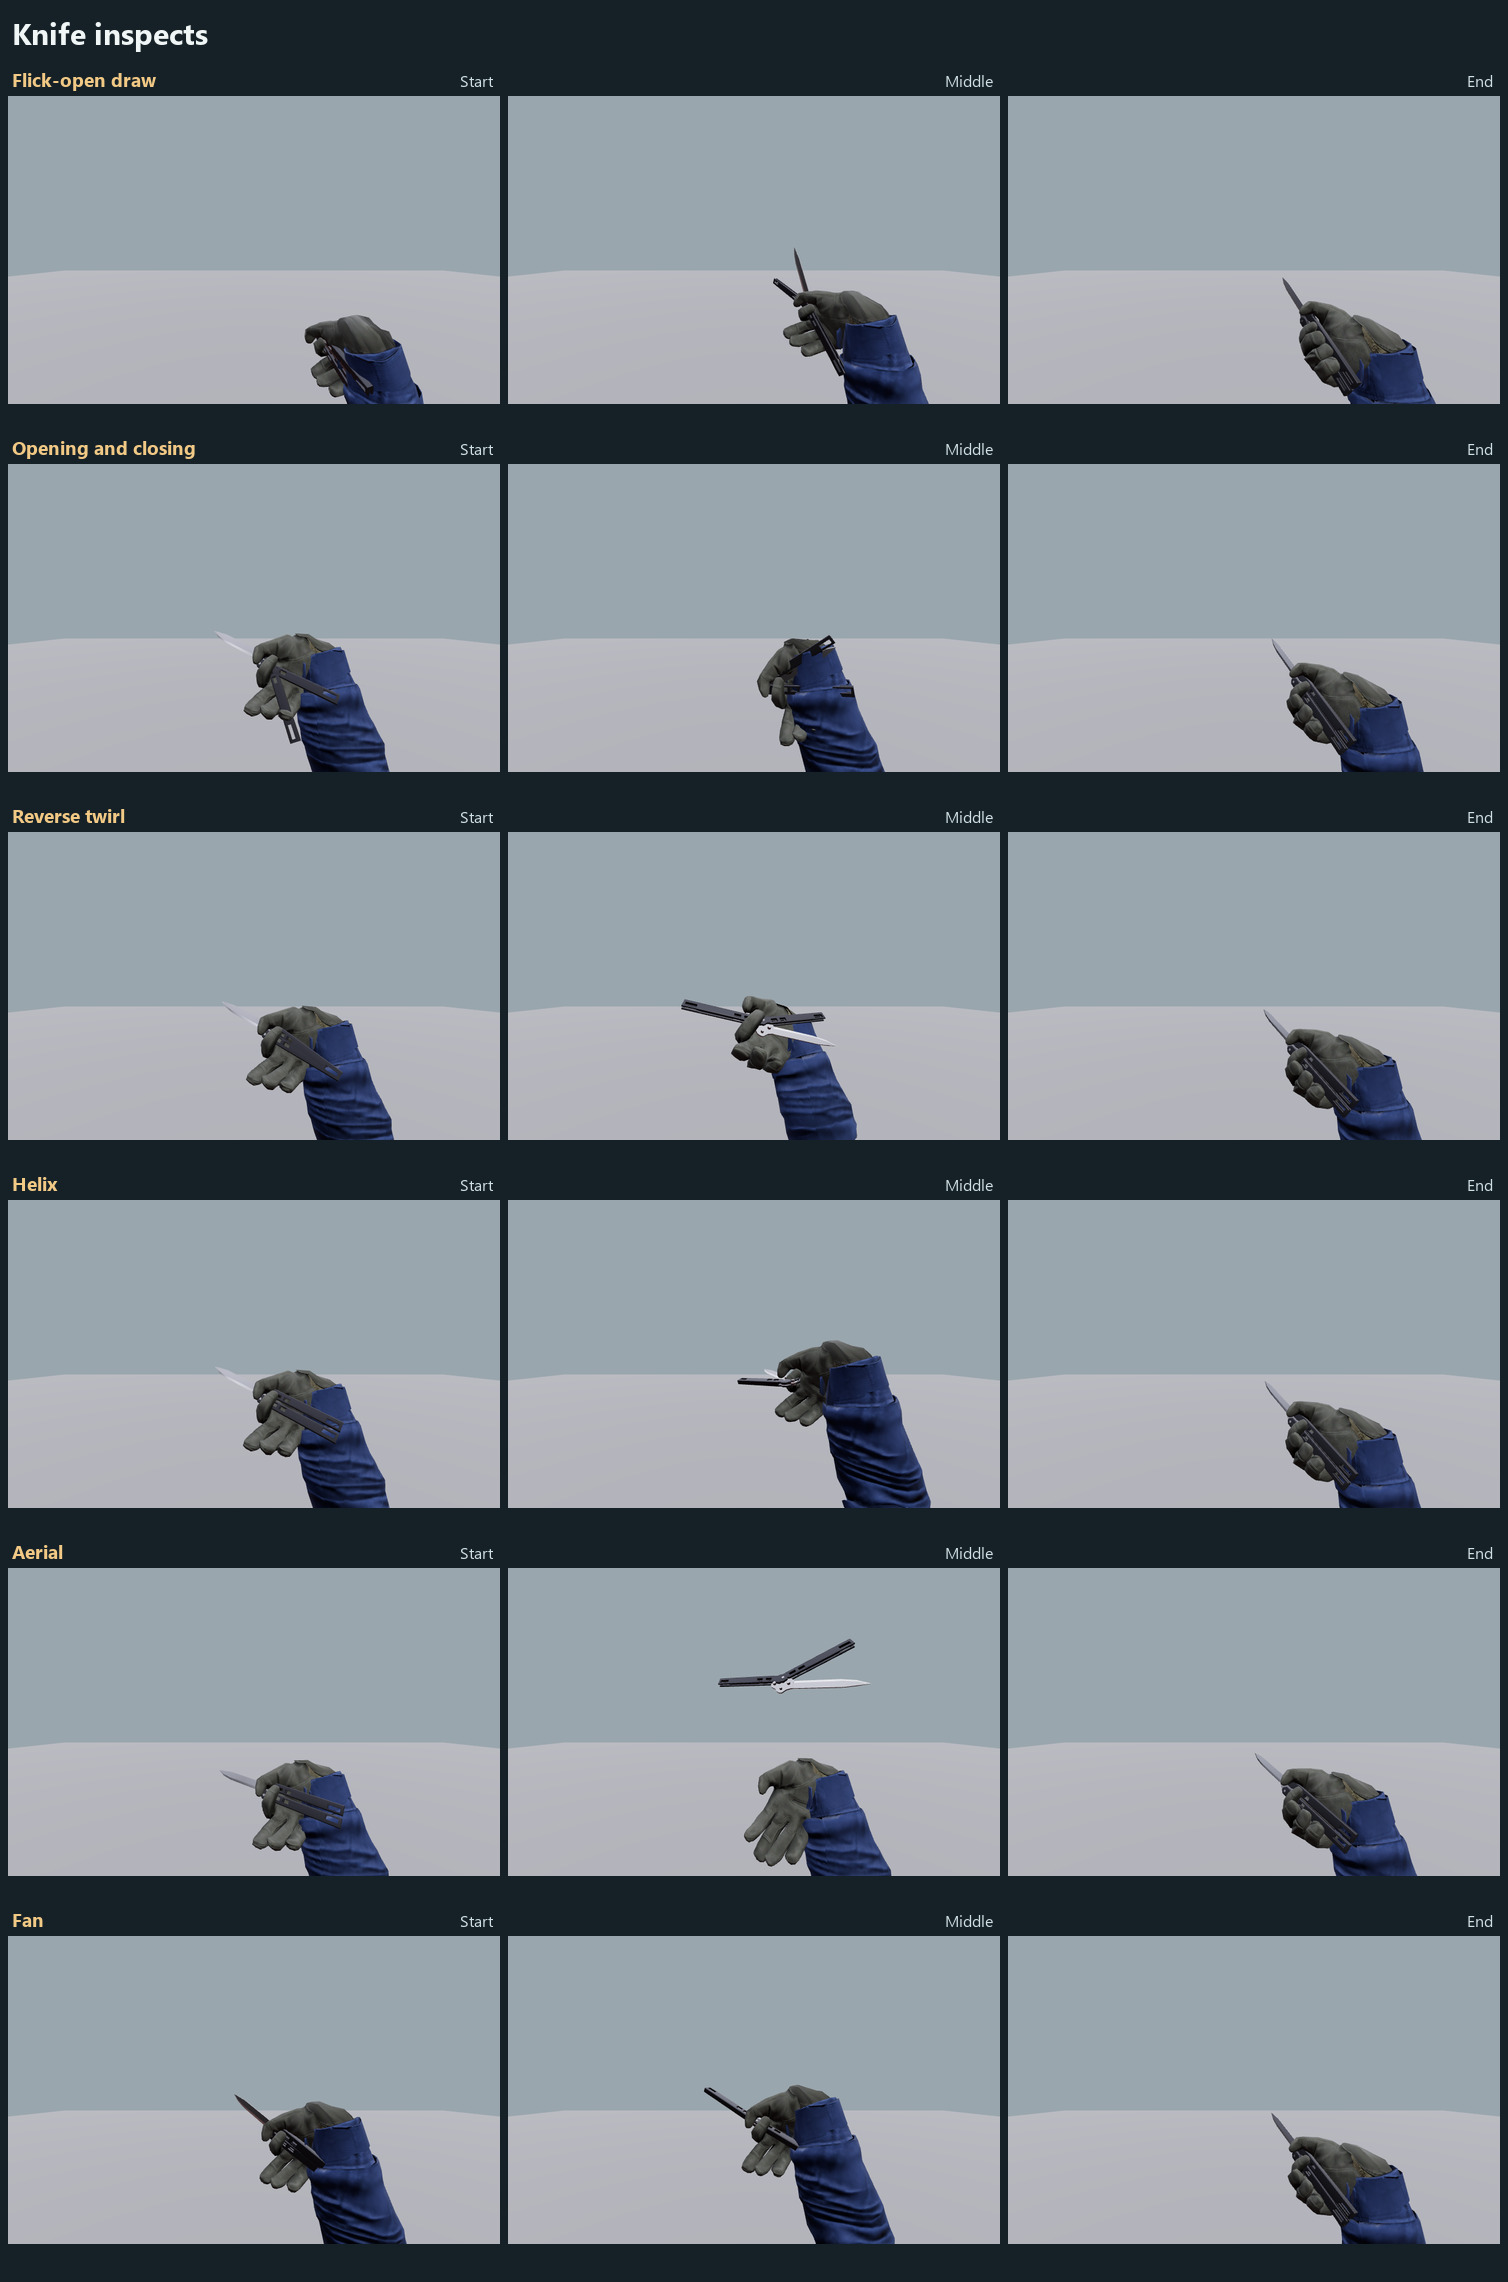 Knife inspects
Flick-open draw Start Middle End
Opening and closing Start Middle End
Reverse twirl Start Middle End
Helix Start Middle End
Aerial Start Middle End
Fan Start Middle End